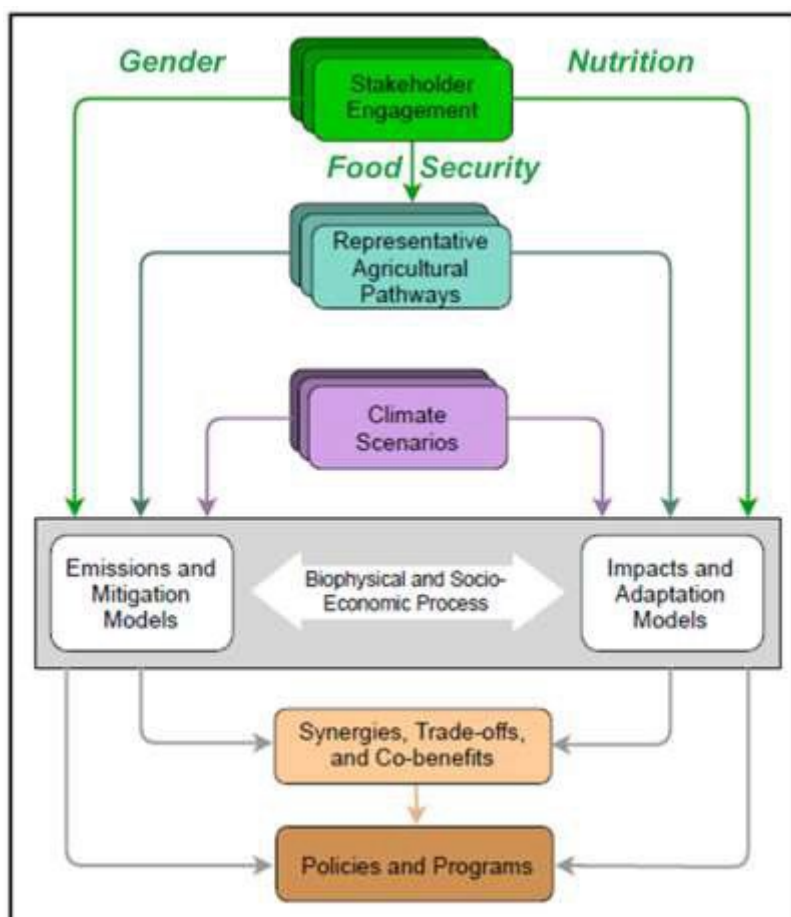 Gender
Nutrition
Stakeholder
Engagement
Food Security
Representative
Agricultural
Pathways
Climate
Scenarios
Emissions and
Mitigation
Models
Biophysical and Socio-
Economic Process
Impacts and
Adaptation
Models
Synergies, Trade-offs,
and Co-benefits
Policies and Programs